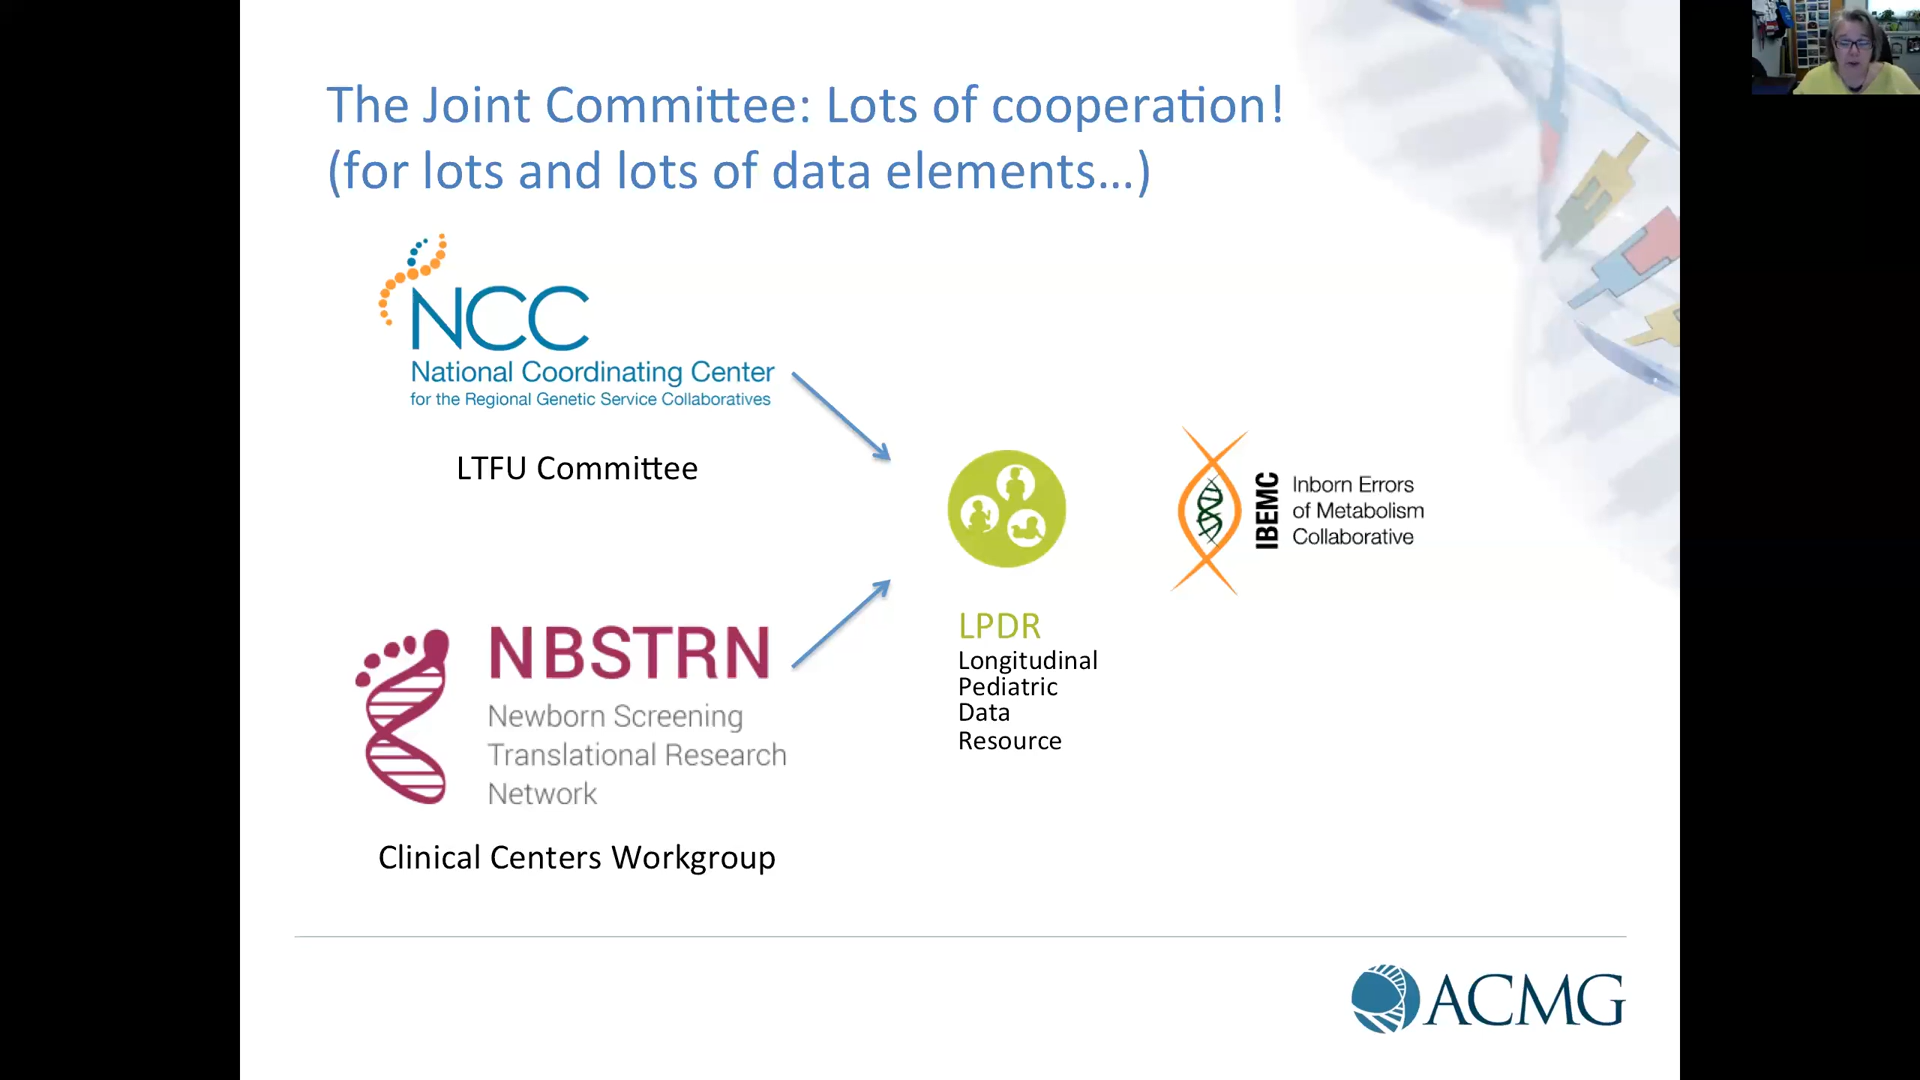 The Joint Committee: Lots of cooperation!
(for lots and lots of data elements...)
NCC
National Coordinating Center
for the Regional Genetic Service Collaboratives
LTFU Committee
NBSTRN
Newborn Screening
Translational Research
Network
Clinical Centers Workgroup
LPDR
Longitudinal
Pediatric
Data
Resource
IBEMC
Inborn Errors
of Metabolism
Collaborative
ACMG